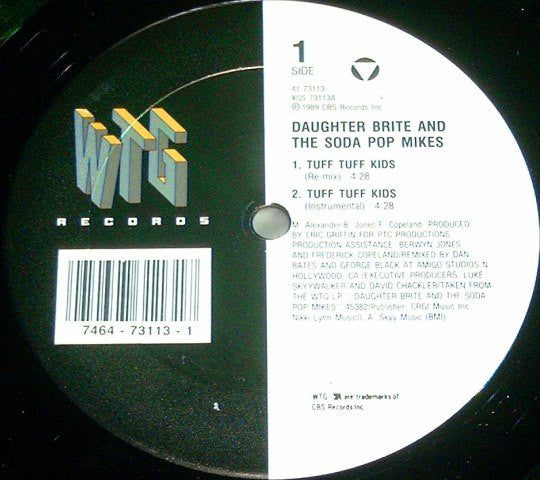 WTG
RECORDS
7464 - 73113 - 1
1
SIDE
41 73113
XSS 73113A
℗ 1989 CBS Records Inc.
DAUGHTER BRITE AND
THE SODA POP MIKES
1. TUFF TUFF KIDS
(Re-mix) 4:28
2. TUFF TUFF KIDS
(Instrumental) 4:28
M. Alexander-B. Jones-F. Copeland PRODUCED
BY ERIC GRIFFIN FOR PTC PRODUCTIONS
PRODUCTION ASSISTANCE: BERWYN JONES
AND FREDERICK COPELAND/REMIXED BY DAN
BATES AND GEORGE BLACK AT AMIGO STUDIOS N.
HOLLYWOOD, CA./EXECUTIVE PRODUCERS: LUKE
SKYYWALKER AND DAVID CHACKLER/TAKEN FROM
THE WTG LP "DAUGHTER BRITE AND THE SODA
POP MIKES" 45382/Publisher: CRGI Music Inc.
Nikki Lynn Music/L.A. Skyy Music (BMI)
WTG are trademarks of
CBS Records Inc.